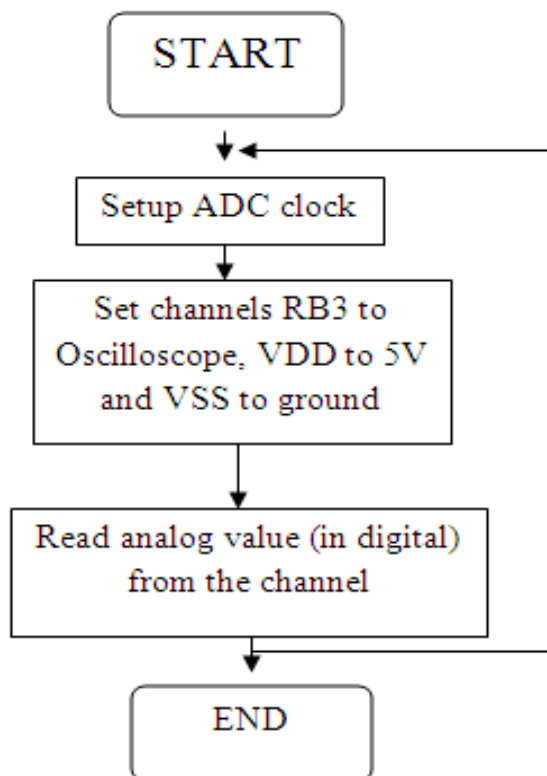 START
Setup ADC clock
Set channels RB3 to
Oscilloscope, VDD to 5V
and VSS to ground
Read analog value (in digital)
from the channel
END